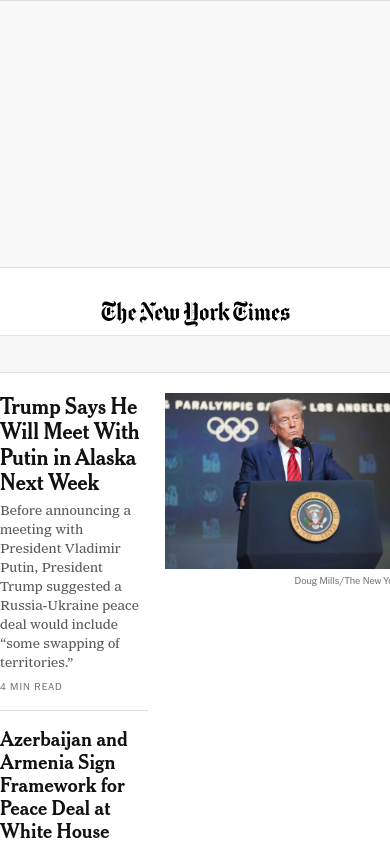 The New York Times
Trump Says He
Will Meet With
Putin in Alaska
Next Week
Before announcing a
meeting with
President Vladimir
Putin, President
Trump suggested a
Russia-Ukraine peace
deal would include
“some swapping of
territories.”
4 MIN READ
PARALYMPIC GA
LOS ANGELES
Doug Mills/The New Yo
Azerbaijan and
Armenia Sign
Framework for
Peace Deal at
White House